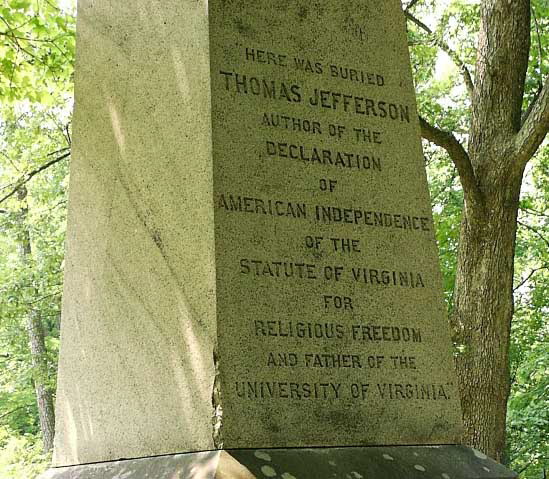 HERE WAS BURIED
THOMAS JEFFERSON
AUTHOR OF THE
DECLARATION
OF
AMERICAN INDEPENDENCE
OF THE
STATUTE OF VIRGINIA
FOR
RELIGIOUS FREEDOM
AND FATHER OF THE
UNIVERSITY OF VIRGINIA."